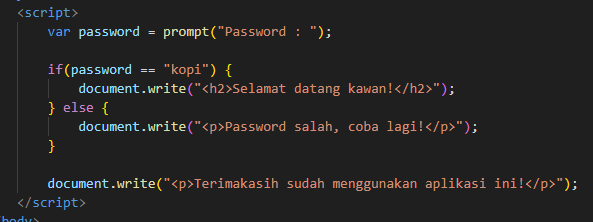 <script>
var password = prompt("Password : ");
if(password == "kopi") {
document.write("<h2>Selamat datang kawan!</h2>");
} else {
document.write("<p>Password salah, coba lagi!</p>");
}
document.write("<p>Terimakasih sudah menggunakan aplikasi ini!</p>");
</script>
</body>